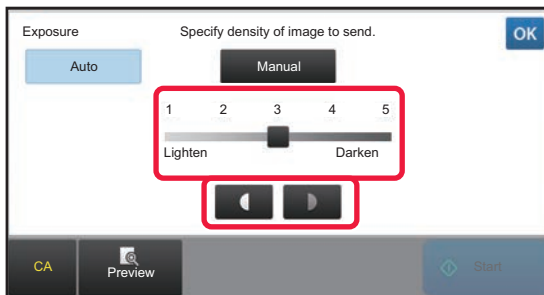 Exposure
Specify density of image to send.
OK
Auto
Manual
1 2 3 4 5
Lighten Darken
CA
Preview
Start